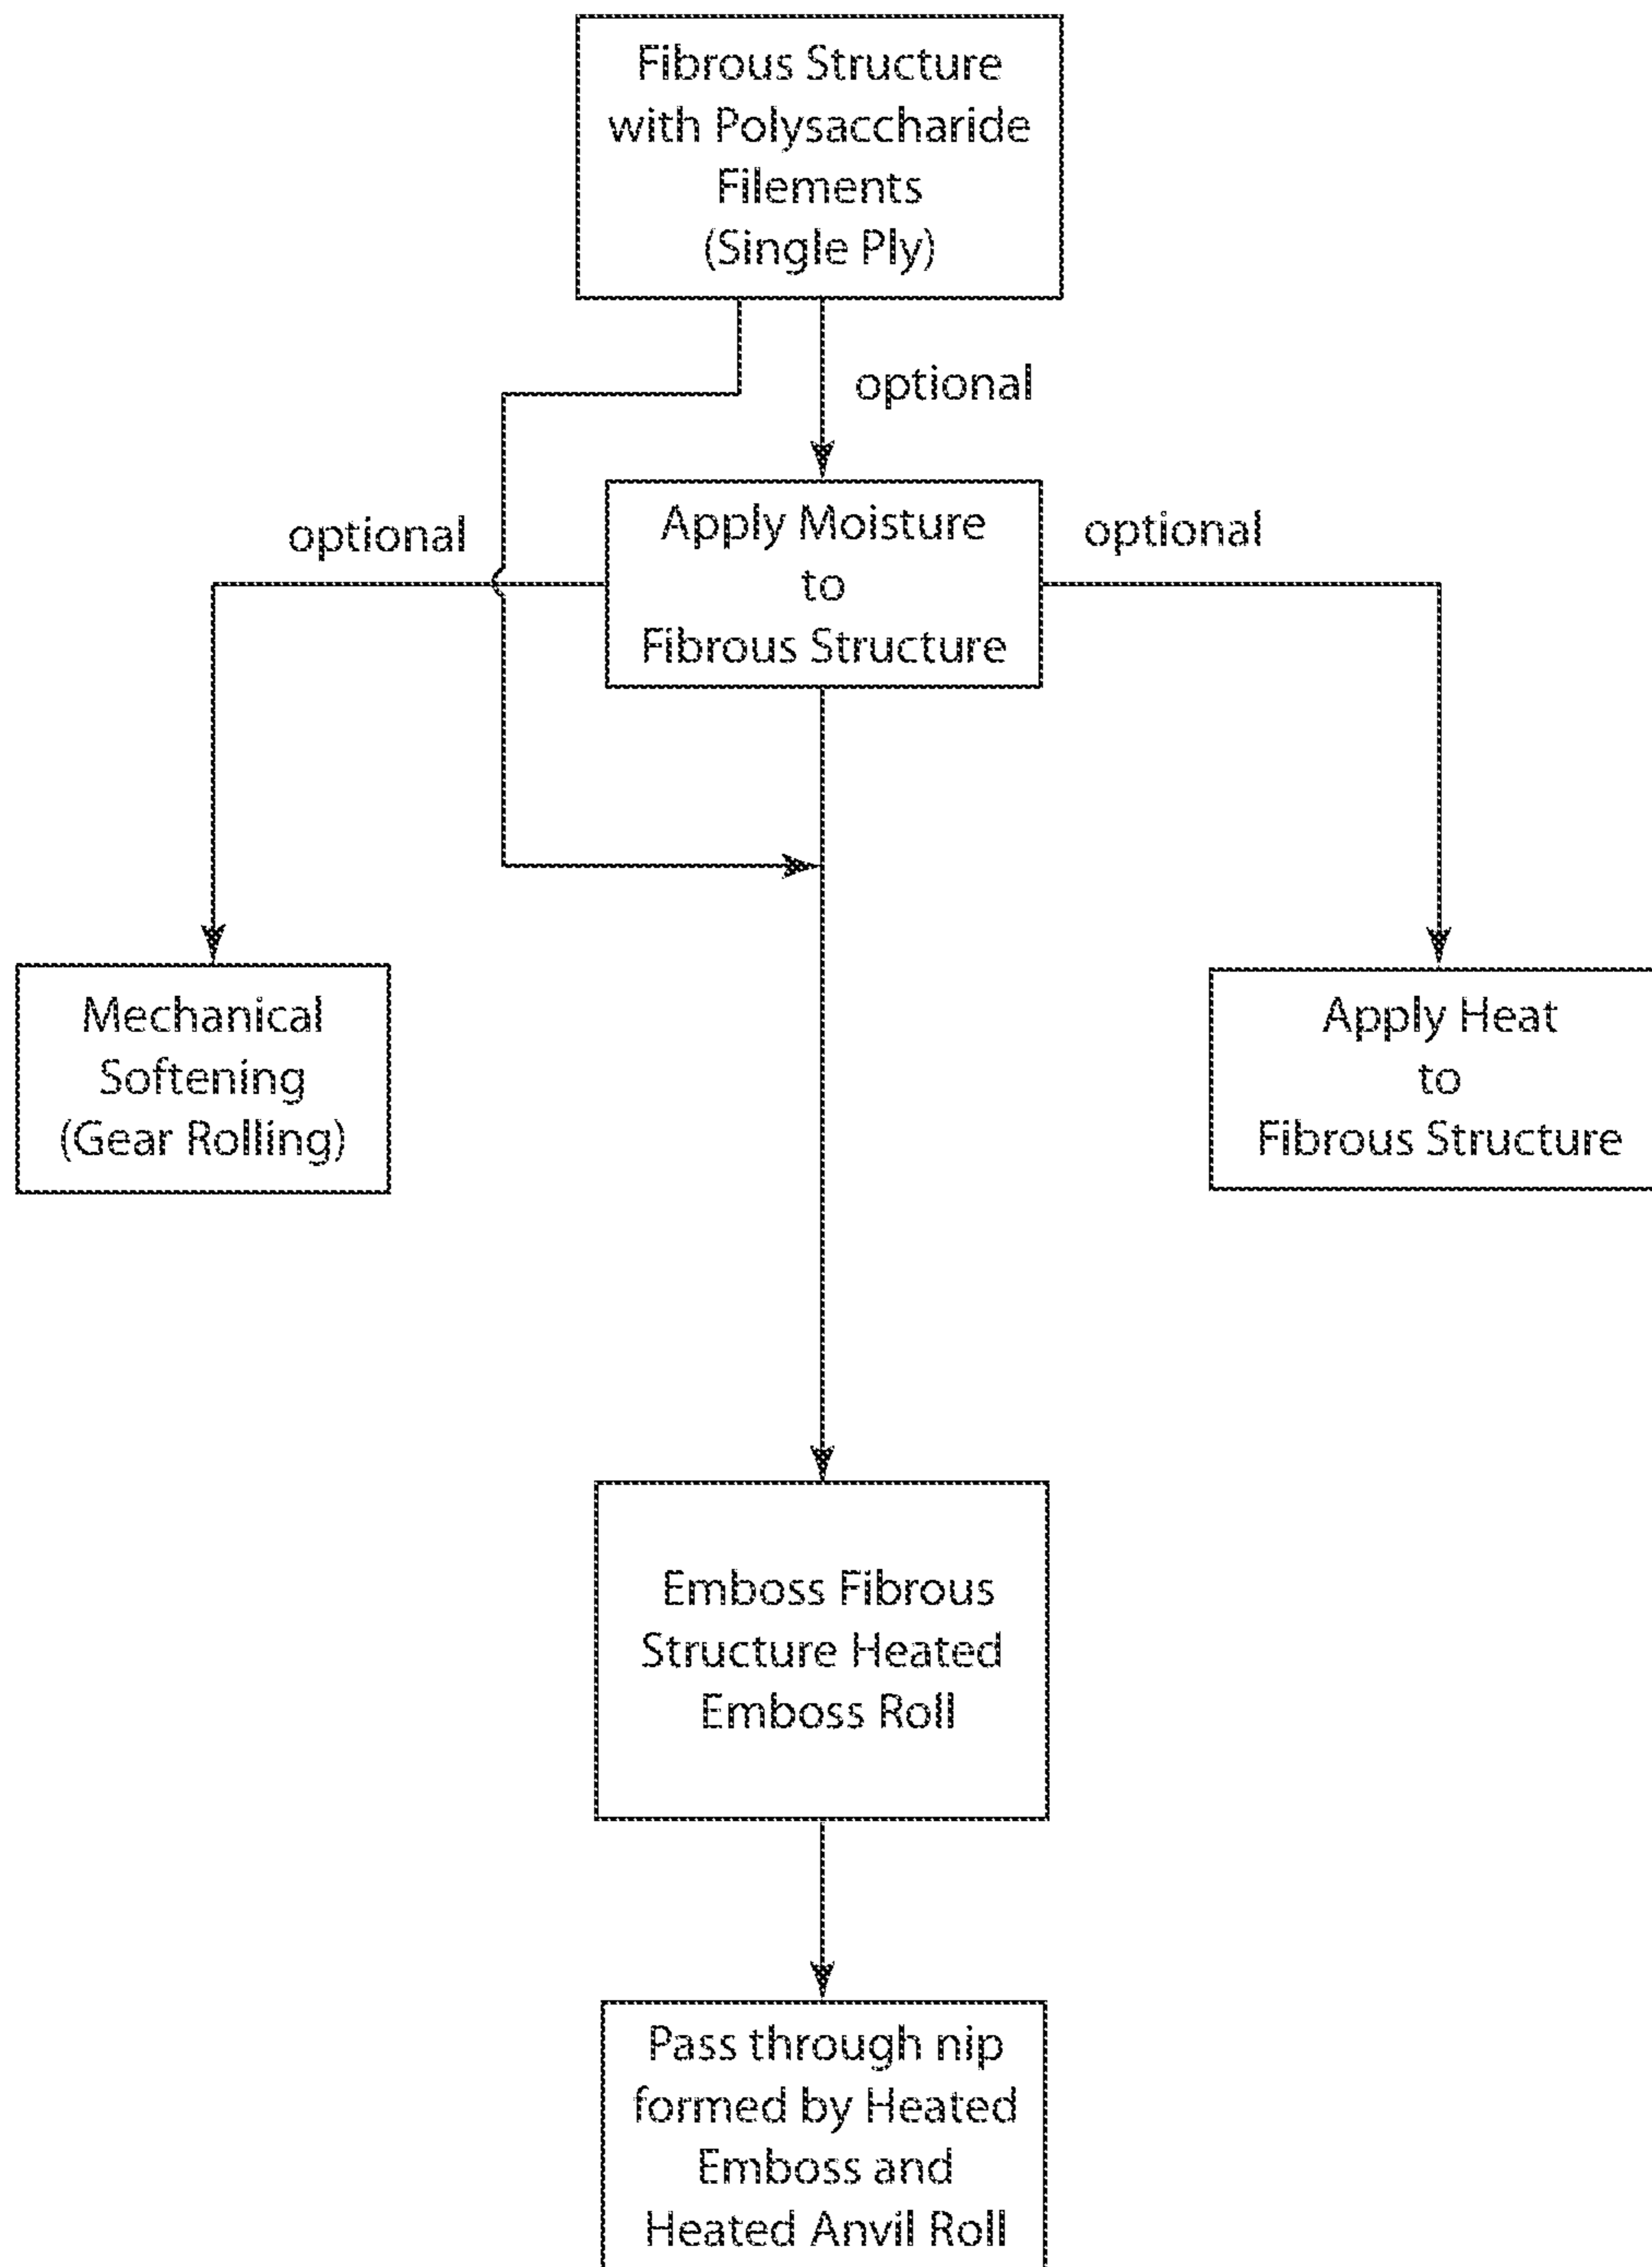 Fibrous Structure
with Polysaccharide
Filements
(Single Ply)
optional
optional
Apply Moisture
to
Fibrous Structure
optional
Mechanical
Softening
(Gear Rolling)
Apply Heat
to
Fibrous Structure
Emboss Fibrous
Structure Heated
Emboss Roll
Pass through nip
formed by Heated
Emboss and
Heated Anvil Roll